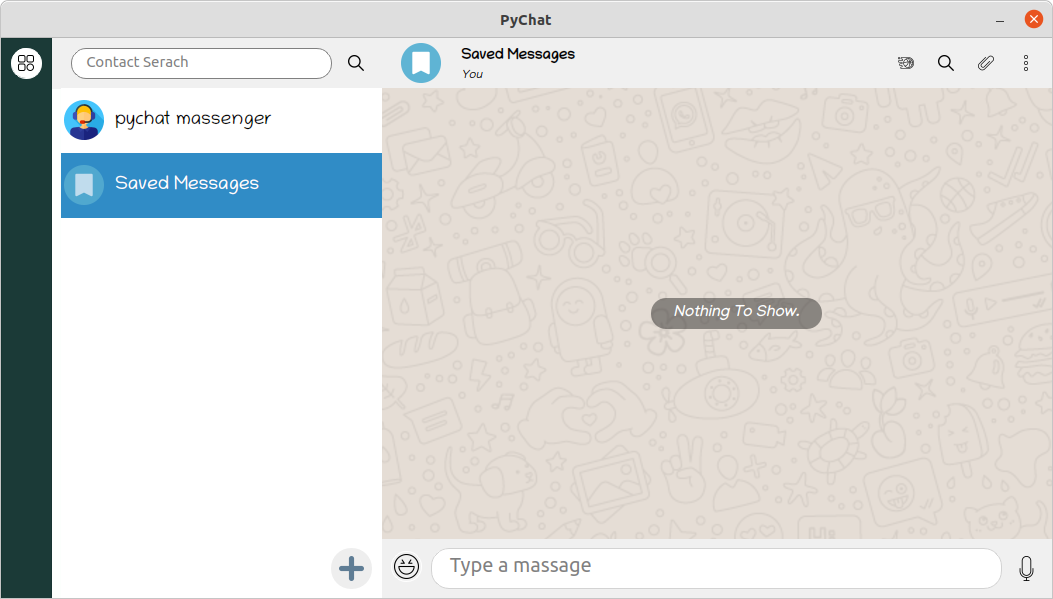 PyChat
Contact Serach
Saved Messages
You
pychat massenger
Saved Messages
Nothing To Show.
Type a massage